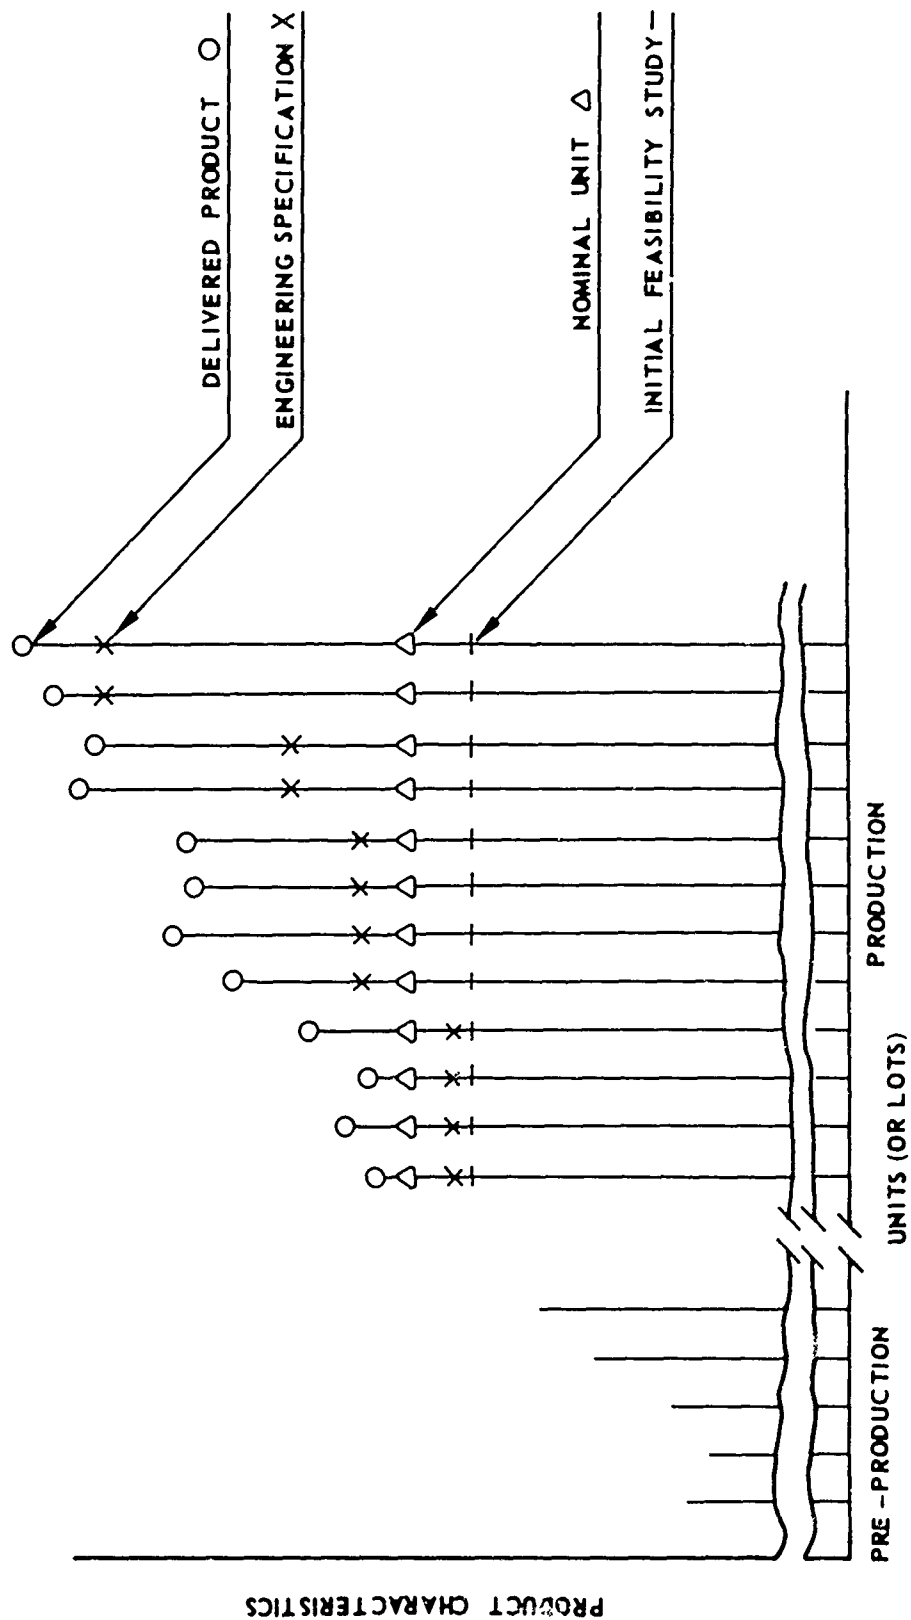 DELIVERED PRODUCT O
ENGINEERING SPECIFICATION X
NOMINAL UNIT △
INITIAL FEASIBILITY STUDY—
PRODUCT CHARACTERISTICS
PRE-PRODUCTION
PRODUCTION
UNITS (OR LOTS)